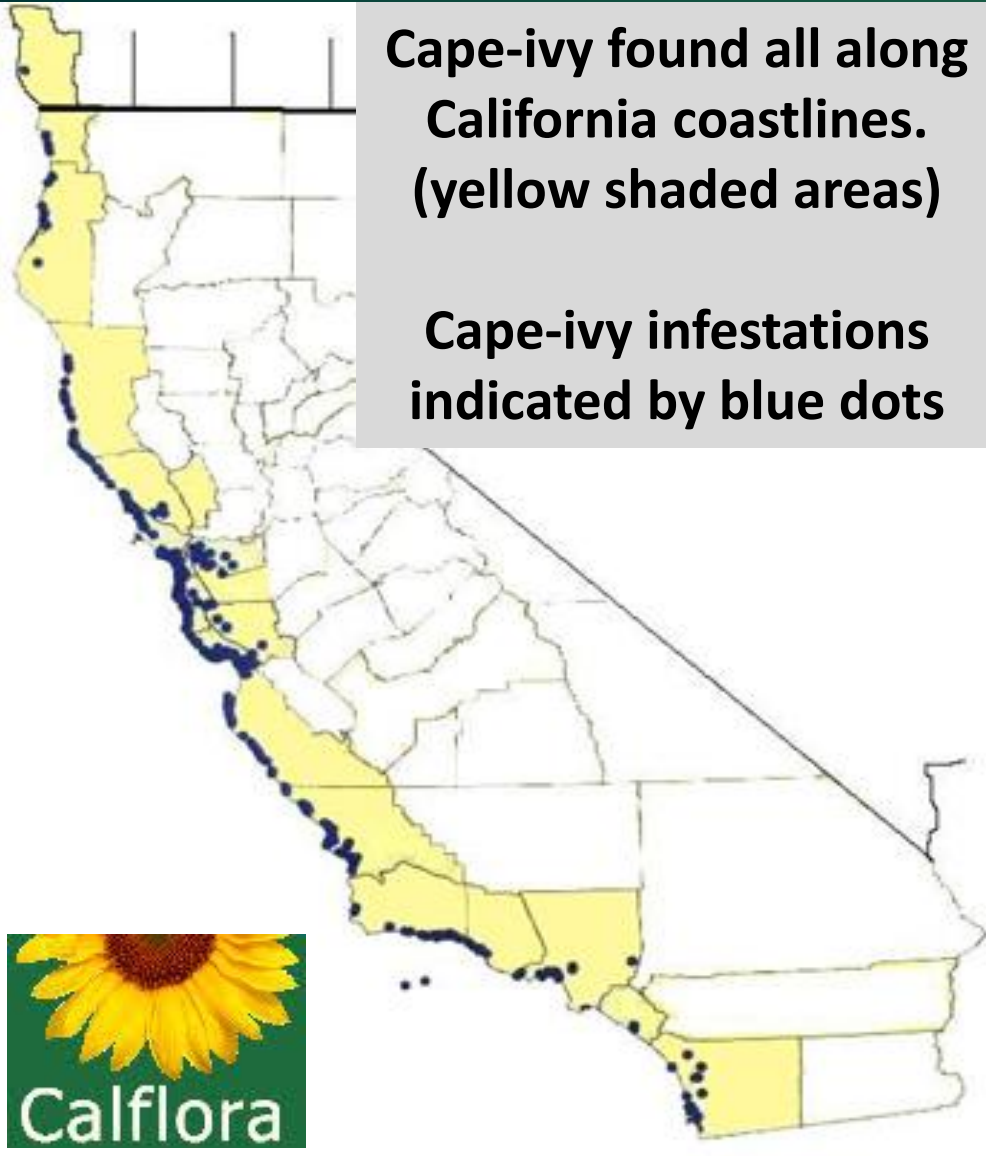 Cape-ivy found all along
California coastlines.
(yellow shaded areas)
Cape-ivy infestations
indicated by blue dots
Calflora